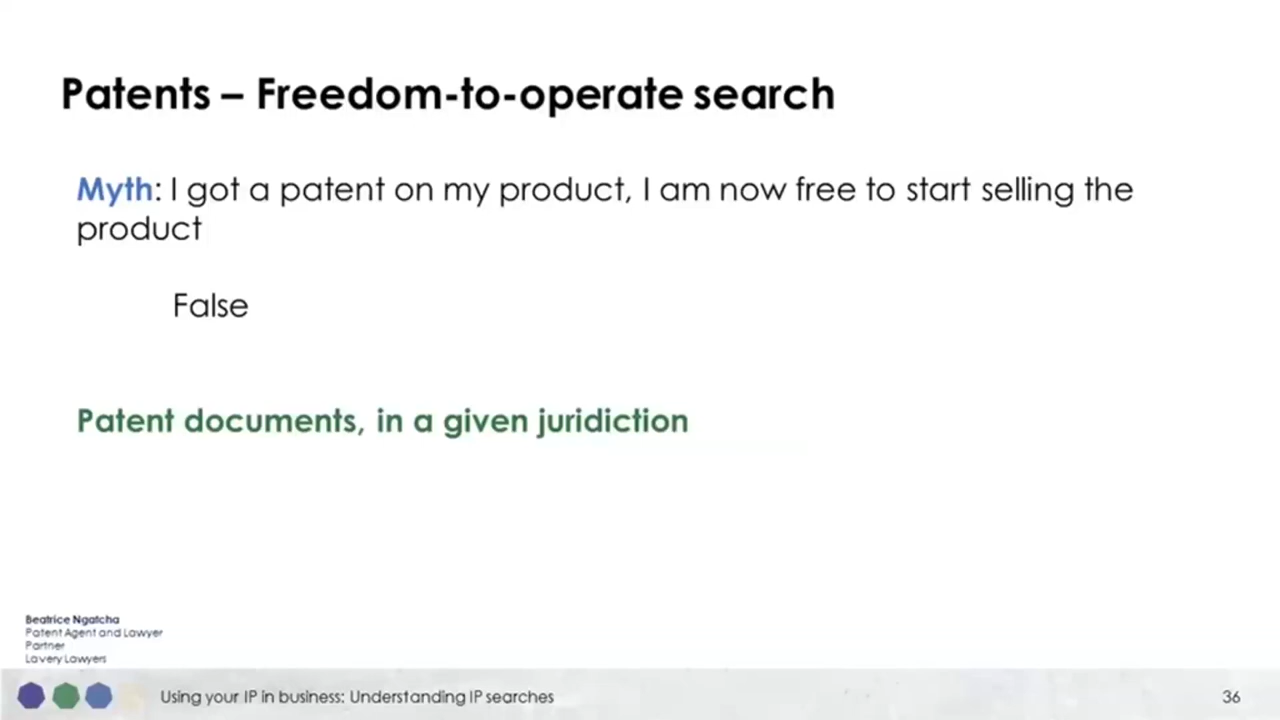 Patents – Freedom-to-operate search
Myth: I got a patent on my product, I am now free to start selling the
product
False
Patent documents, in a given juridiction
Beatrice Ngatcha
Patent Agent and Lawyer
Partner
Lavery Lawyers
Using your IP in business: Understanding IP searches
36